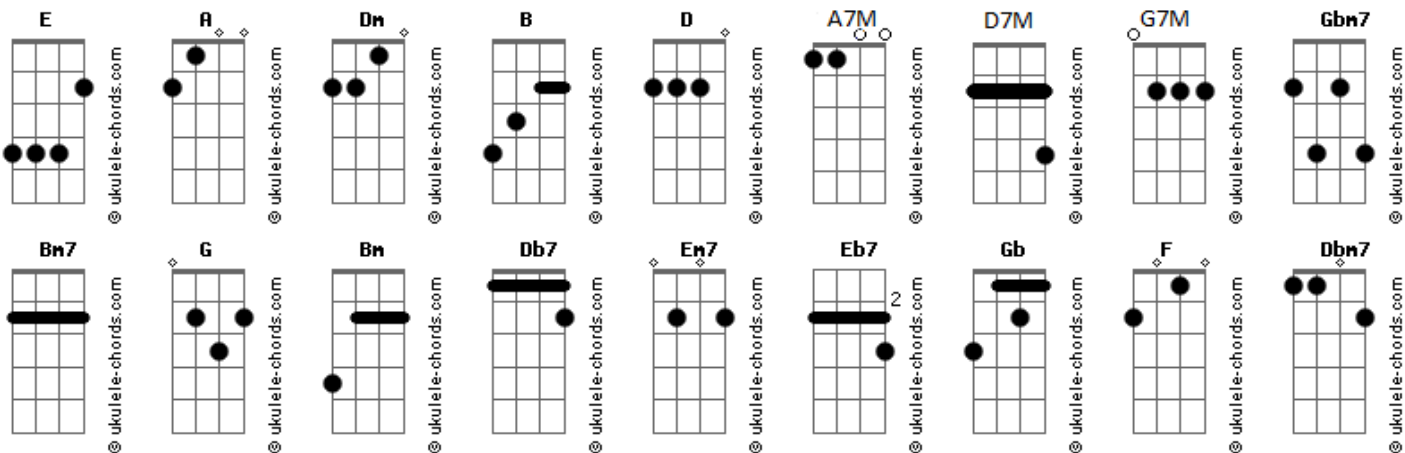 E A Dm B D A7M D7M G7M Gbm7
© ukulele-chords.com © ukulele-chords.com © ukulele-chords.com © ukulele-chords.com © ukulele-chords.com © ukulele-chords.com © ukulele-chords.com © ukulele-chords.com © ukulele-chords.com
Bm7 G Bm Db7 Em7 Eb7 Gb F Dbm7
2
© ukulele-chords.com © ukulele-chords.com © ukulele-chords.com © ukulele-chords.com © ukulele-chords.com © ukulele-chords.com © ukulele-chords.com © ukulele-chords.com © ukulele-chords.com